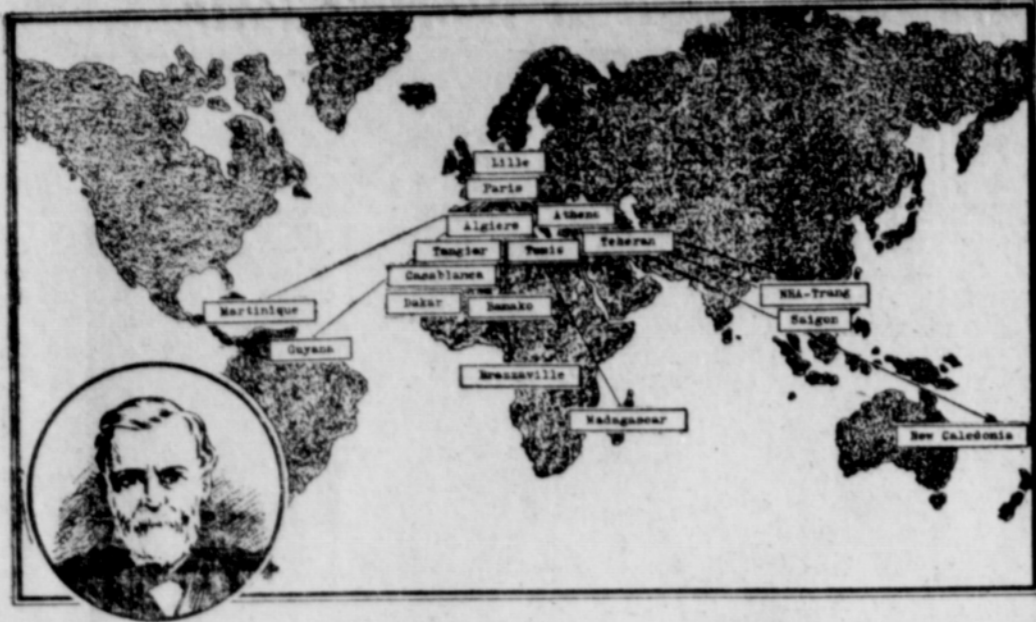 Lille
Paris
Athens
Algiers
Teheran
Tangier
Tunis
Casablanca
NHA-Trang
Dakar
Bamako
Martinique
Saigon
Guyana
Brazzaville
Madagascar
New Caledonia